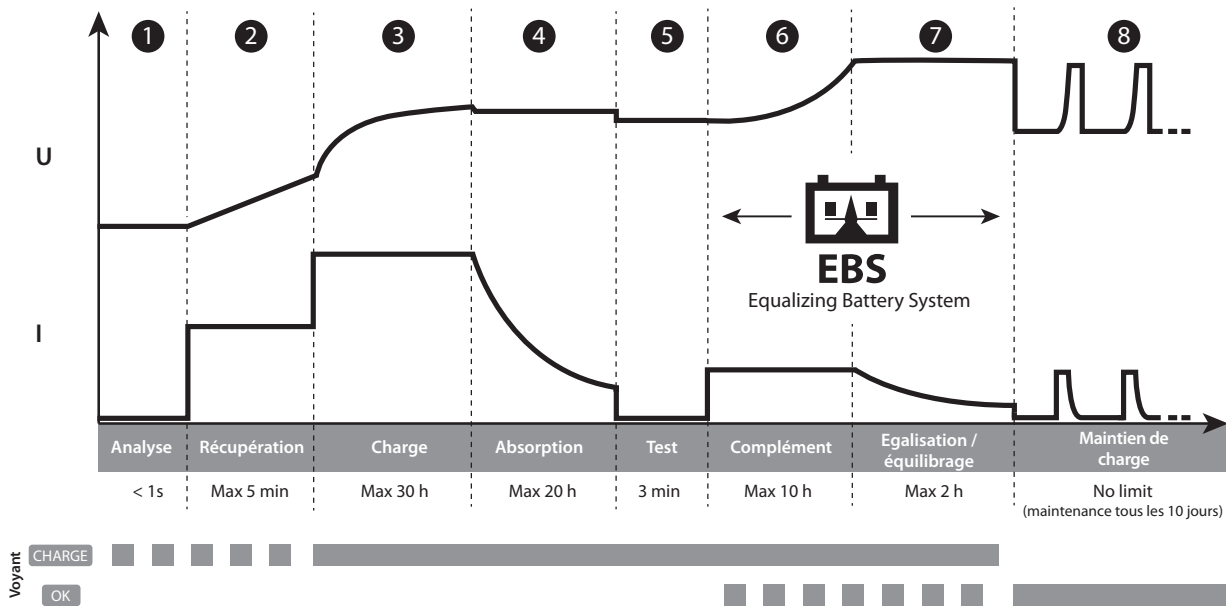 1 2 3 4 5 6 7 8
U
I
EBS
Equalizing Battery System
Analyse Récupération Charge Absorption Test Complément Egalisation / équilibrage Maintien de charge
< 1s Max 5 min Max 30 h Max 20 h 3 min Max 10 h Max 2 h No limit
(maintenance tous les 10 jours)
Voyant
CHARGE
OK